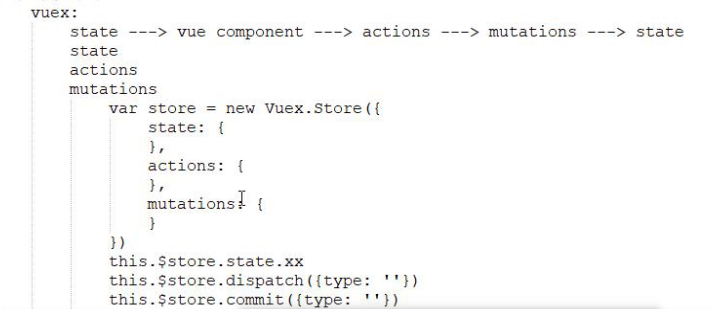 vuex:
state ---> vue component ---> actions ---> mutations ---> state
state
actions
mutations
var store = new Vuex.Store({
state: {
},
actions: {
},
mutations: {
}
})
this.$store.state.xx
this.$store.dispatch({type: ''})
this.$store.commit({type: ''})